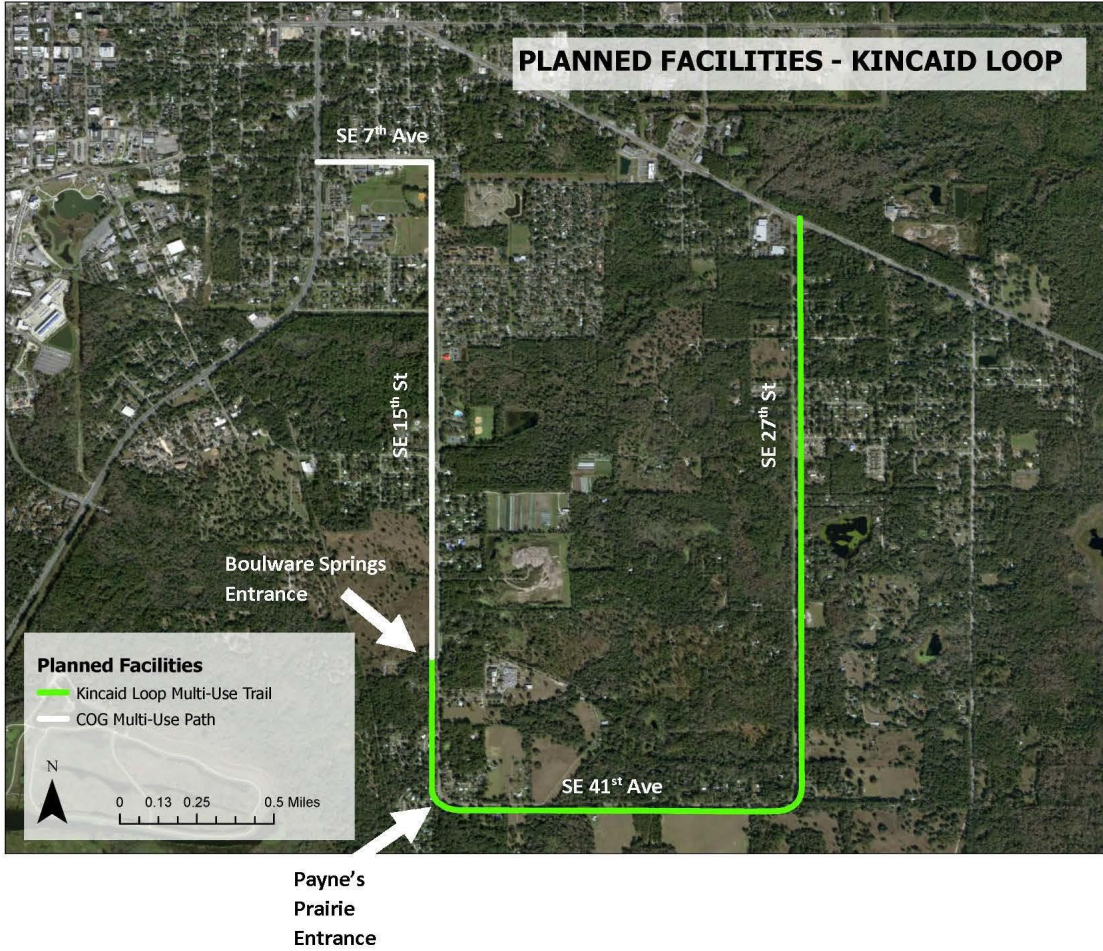 PLANNED FACILITIES - KINCAID LOOP
SE 7th Ave
SE 15th St
SE 27th St
Boulware Springs
Entrance
Planned Facilities
Kincaid Loop Multi-Use Trail
COG Multi-Use Path
N
0 0.13 0.25 0.5 Miles
SE 41st Ave
Payne's
Prairie
Entrance